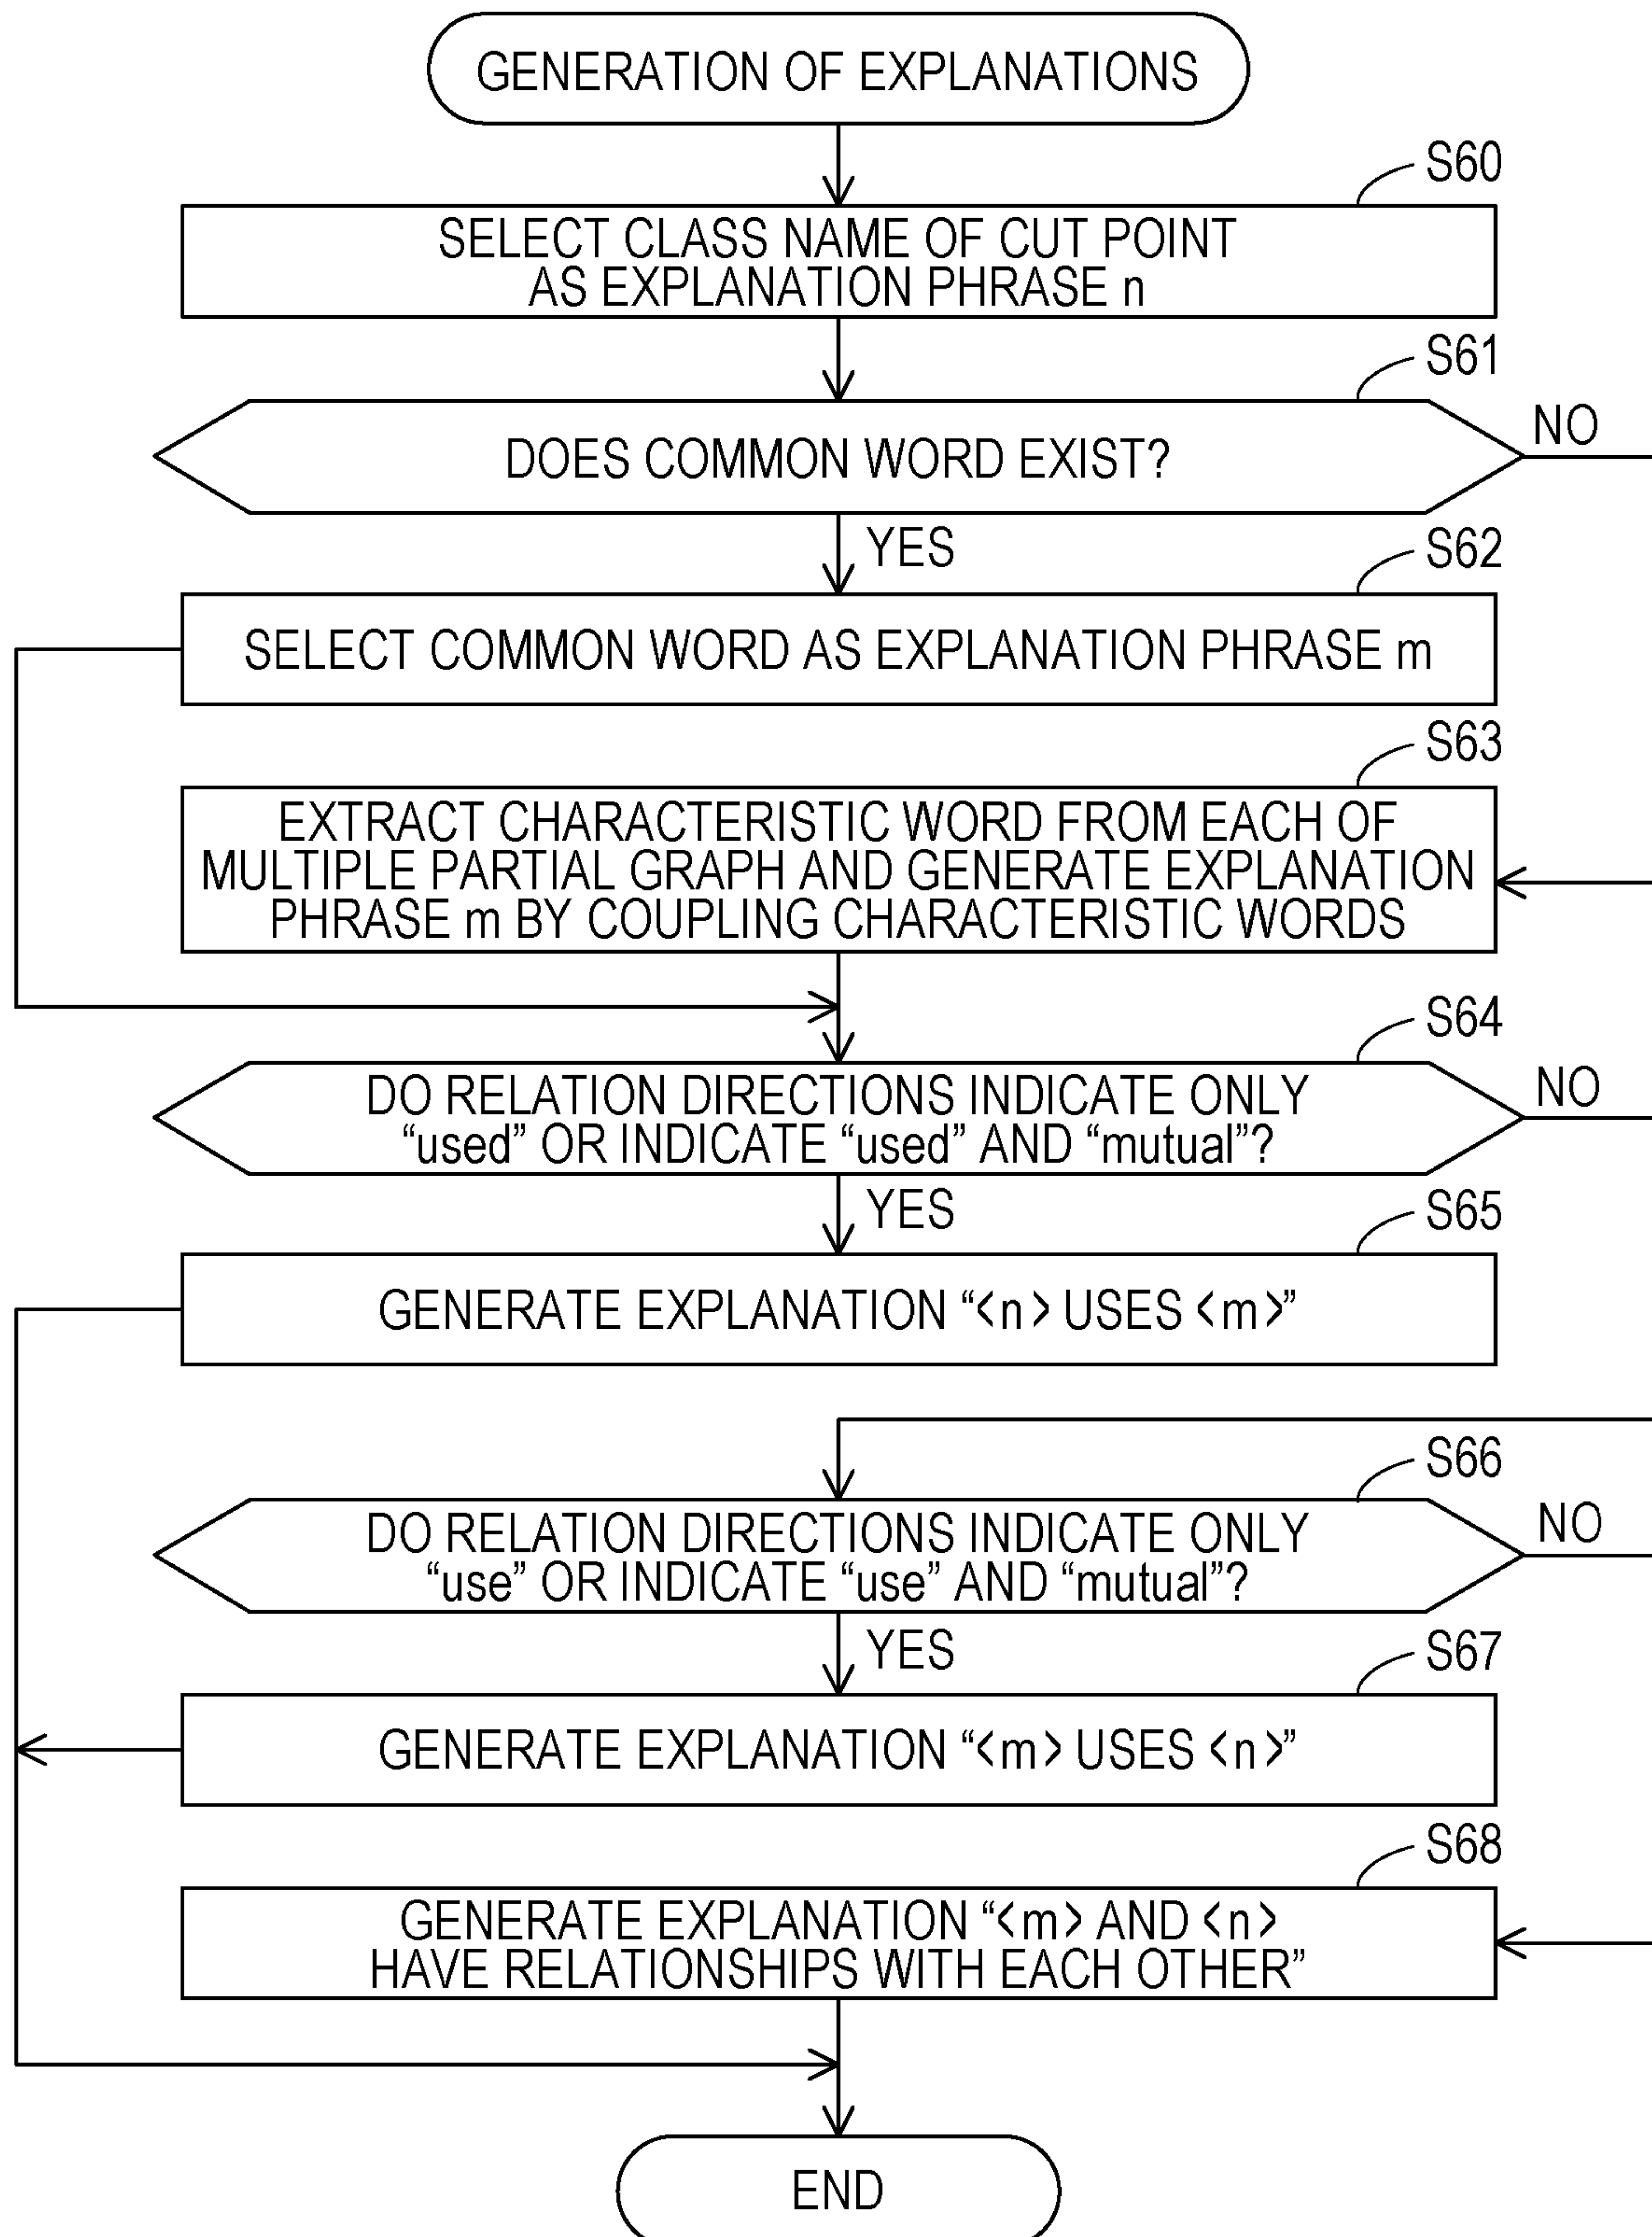 GENERATION OF EXPLANATIONS
S60
SELECT CLASS NAME OF CUT POINT
AS EXPLANATION PHRASE n
S61
DOES COMMON WORD EXIST?
NO
YES
S62
SELECT COMMON WORD AS EXPLANATION PHRASE m
S63
EXTRACT CHARACTERISTIC WORD FROM EACH OF
MULTIPLE PARTIAL GRAPH AND GENERATE EXPLANATION
PHRASE m BY COUPLING CHARACTERISTIC WORDS
S64
DO RELATION DIRECTIONS INDICATE ONLY
“used” OR INDICATE “used” AND “mutual”?
NO
YES
S65
GENERATE EXPLANATION “<n> USES <m>”
S66
DO RELATION DIRECTIONS INDICATE ONLY
“use” OR INDICATE “use” AND “mutual”?
NO
YES
S67
GENERATE EXPLANATION “<m> USES <n>”
S68
GENERATE EXPLANATION “<m> AND <n>
HAVE RELATIONSHIPS WITH EACH OTHER”
END